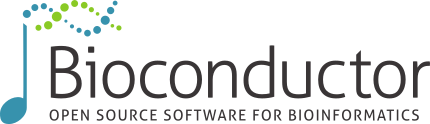 Bioconductor
OPEN SOURCE SOFTWARE FOR BIOINFORMATICS